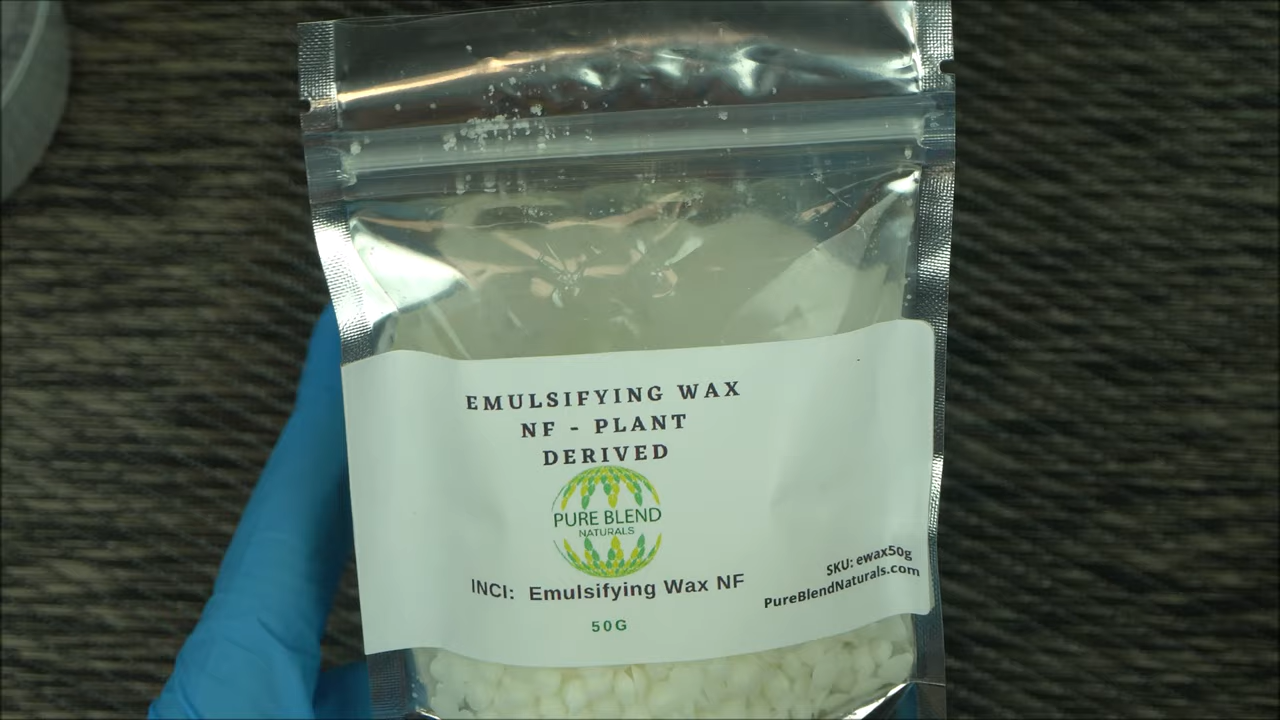 EMULSIFYING WAX
NF - PLANT
DERIVED
PURE BLEND
NATURALS
INCI: Emulsifying Wax NF
50G
SKU: ewax50g
PureBlendNaturals.com